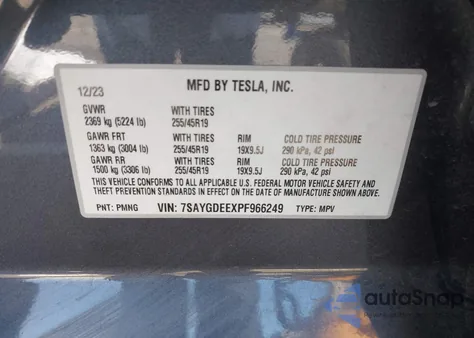 MFD BY TESLA, INC.
12/23
GVWR WITH TIRES
2369 kg (5224 lb) 255/45R19
GAWR FRT WITH TIRES RIM COLD TIRE PRESSURE
1363 kg (3004 lb) 255/45R19 19X9.5J 290 kPa, 42 psi
GAWR RR WITH TIRES RIM COLD TIRE PRESSURE
1500 kg (3306 lb) 255/45R19 19X9.5J 290 kPa, 42 psi
THIS VEHICLE CONFORMS TO ALL APPLICABLE U.S. FEDERAL MOTOR VEHICLE SAFETY AND
THEFT PREVENTION STANDARDS IN EFFECT ON THE DATE OF MANUFACTURE SHOWN ABOVE.
PNT: PMNG VIN: 7SAYGDEEXPF966249 TYPE: MPV
autoSnap